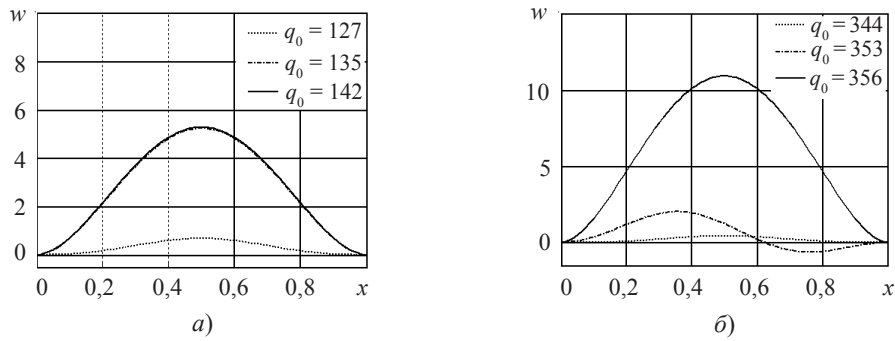 w
8
6
4
2
0
q₀ = 127
q₀ = 135
q₀ = 142
0 0,2 0,4 0,6 0,8 x
а)
w
10
5
0
q₀ = 344
q₀ = 353
q₀ = 356
0 0,2 0,4 0,6 0,8 x
б)